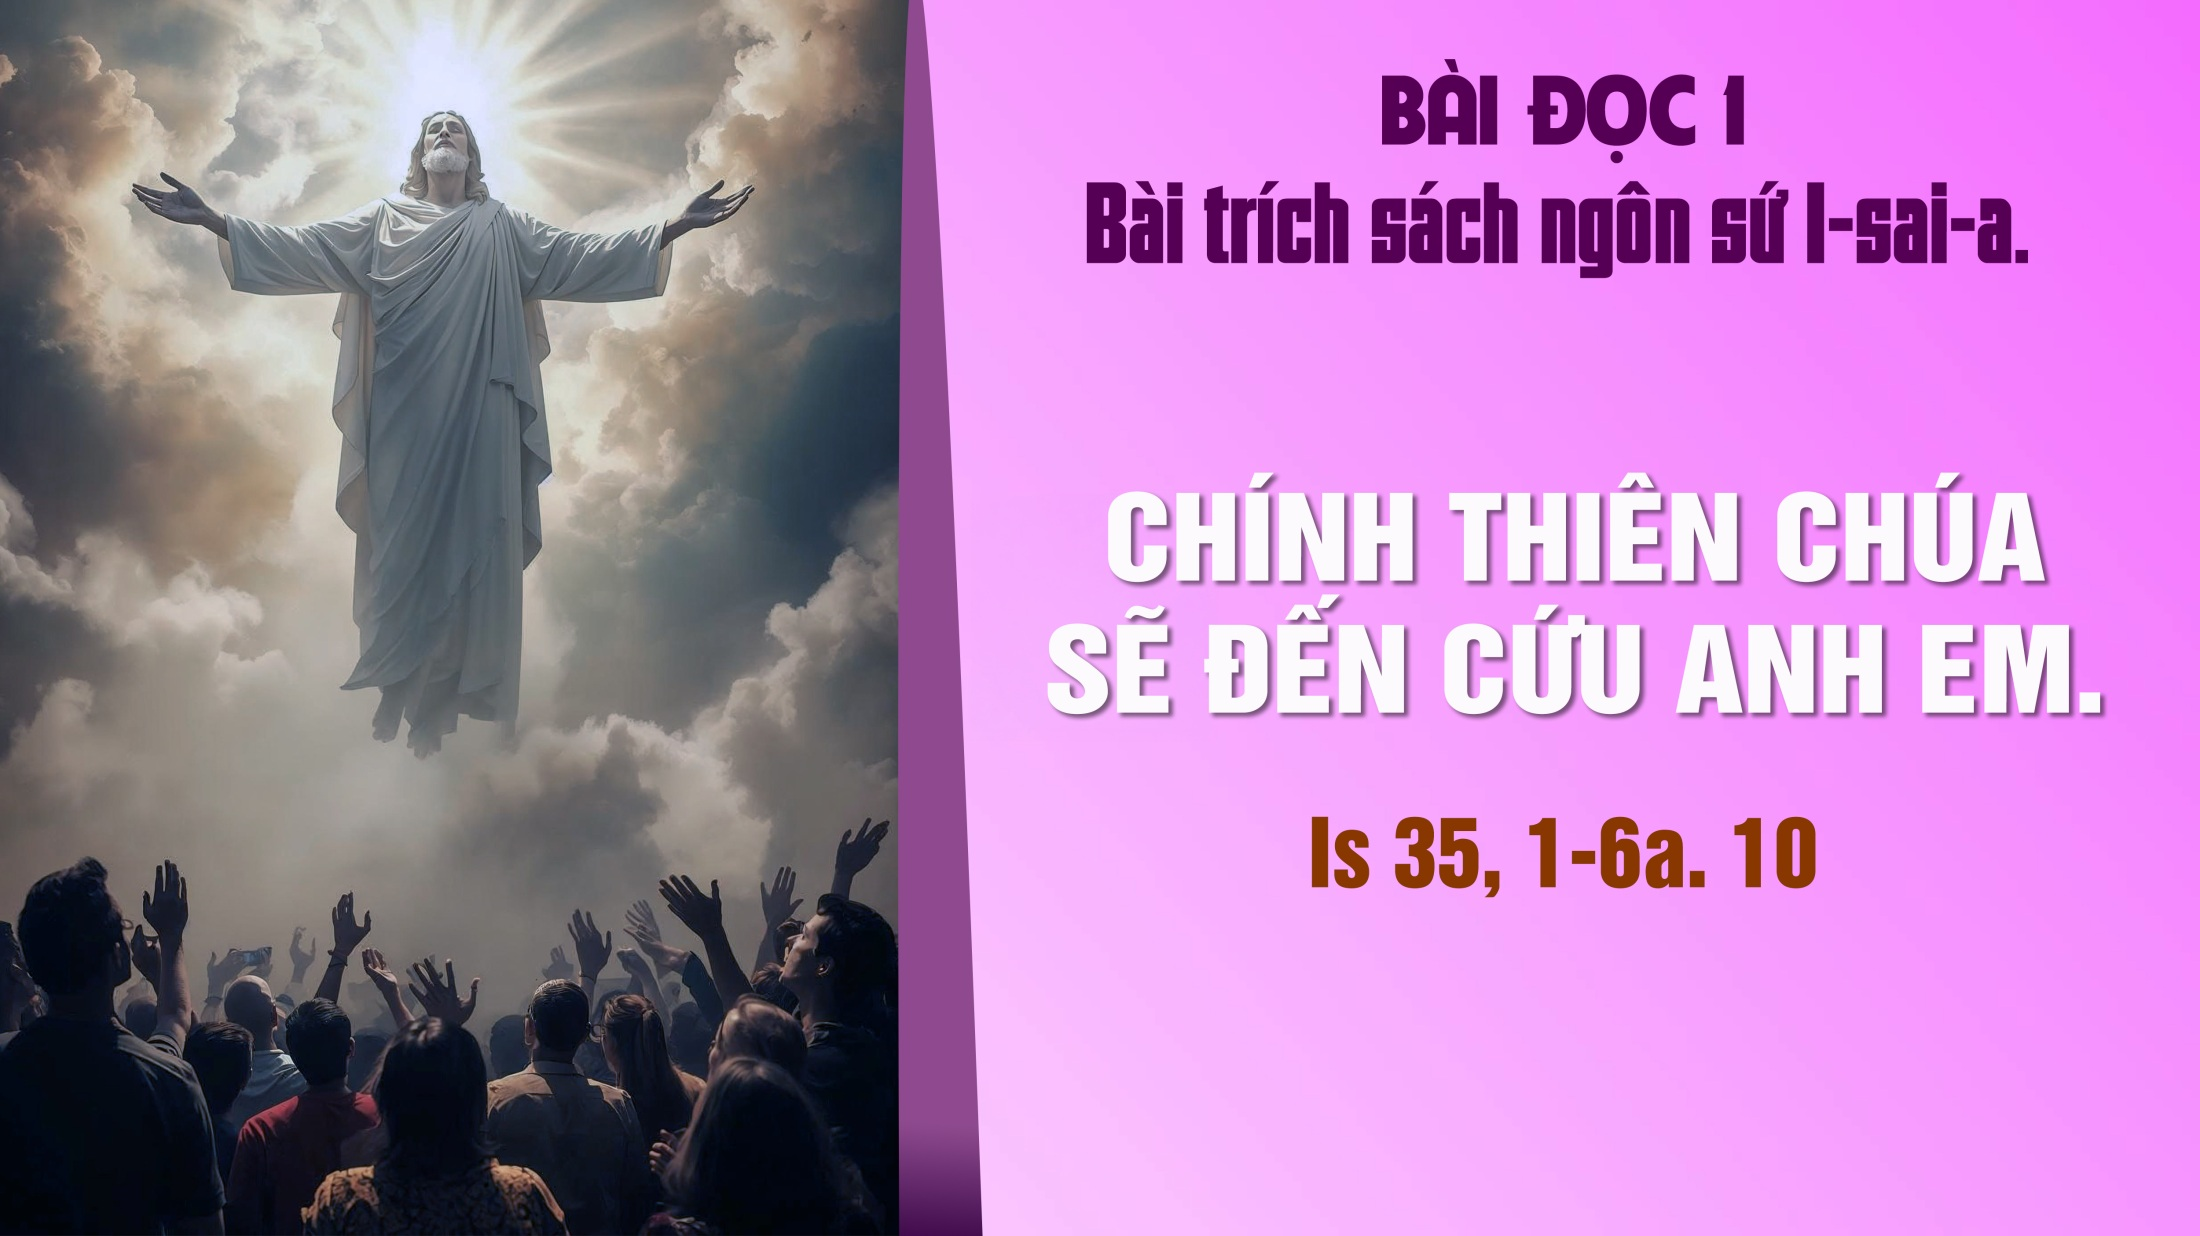 BÀI ĐỌC 1
Bài trích sách ngôn sứ I-sai-a.
CHÍNH THIÊN CHÚA
SẼ ĐẾN CỨU ANH EM.
Is 35, 1-6a. 10